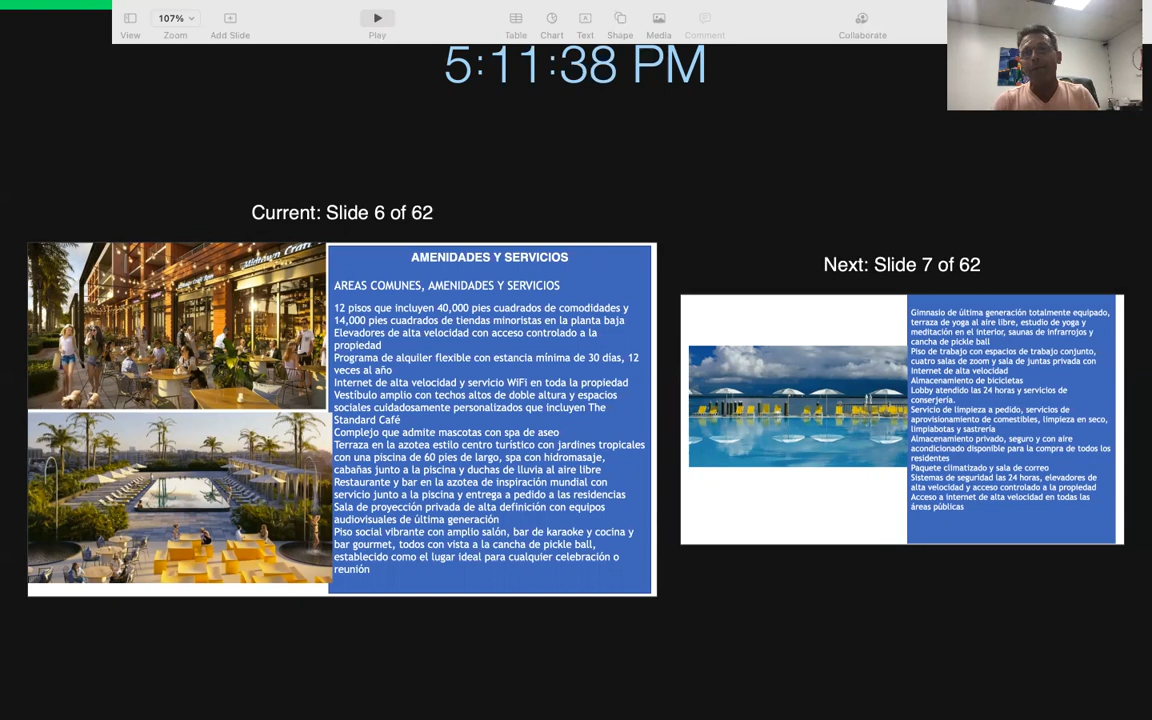 107%
View
Zoom
Add Slide
Play
Table
Chart
Text
Shape
Media
Comment
Collaborate
5:11:38 PM
Current: Slide 6 of 62
Midtown Craft
AMENIDADES Y SERVICIOS
AREAS COMUNES, AMENIDADES Y SERVICIOS
12 pisos que incluyen 40,000 pies cuadrados de comodidades y
14,000 pies cuadrados de tiendas minoristas en la planta baja
Elevadores de alta velocidad con acceso controlado a la
propiedad
Programa de alquiler flexible con estancia mínima de 30 días, 12
veces al año
Internet de alta velocidad y servicio WiFi en toda la propiedad
Vestíbulo amplio con techos altos de doble altura y espacios
sociales cuidadosamente personalizados que incluyen The
Standard Café
Complejo que admite mascotas con spa de aseo
Terraza en la azotea estilo centro turístico con jardines tropicales
con una piscina de 60 pies de largo, spa con hidromasaje,
cabañas junto a la piscina y duchas de lluvia al aire libre
Restaurante y bar en la azotea de inspiración mundial con
servicio junto a la piscina y entrega a pedido a las residencias
Sala de proyección privada de alta definición con equipos
audiovisuales de última generación
Piso social vibrante con amplio salón, bar de karaoke y cocina y
bar gourmet, todos con vista a la cancha de pickle ball,
establecido como el lugar ideal para cualquier celebración o
reunión
Next: Slide 7 of 62
Gimnasio de última generación totalmente equipado,
terraza de yoga al aire libre, estudio de yoga y
meditación en el interior, saunas de infrarrojos y
cancha de pickle ball
Piso de trabajo con espacios de trabajo conjunto,
cuatro salas de zoom y sala de juntas privada con
Internet de alta velocidad
Almacenamiento de bicicletas
Lobby atendido las 24 horas y servicios de
conserjería.
Servicio de limpieza a pedido, servicios de
aprovisionamiento de comestibles, limpieza en seco,
limpiabotas y sastrería
Almacenamiento privado, seguro y con aire
acondicionado disponible para la compra de todos los
residentes
Paquete climatizado y sala de correo
Sistemas de seguridad las 24 horas, elevadores de
alta velocidad y acceso controlado a la propiedad
Acceso a internet de alta velocidad en todas las
áreas públicas